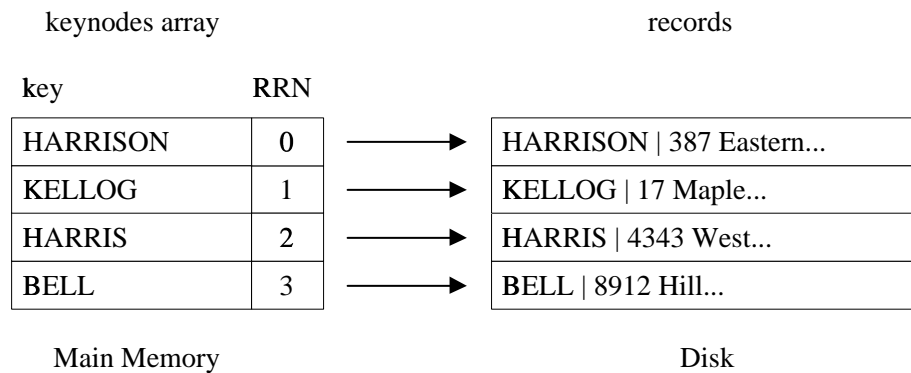 keynodes array records
key RRN
HARRISON 0 HARRISON | 387 Eastern...
KELLOG 1 KELLOG | 17 Maple...
HARRIS 2 HARRIS | 4343 West...
BELL 3 BELL | 8912 Hill...
Main Memory Disk